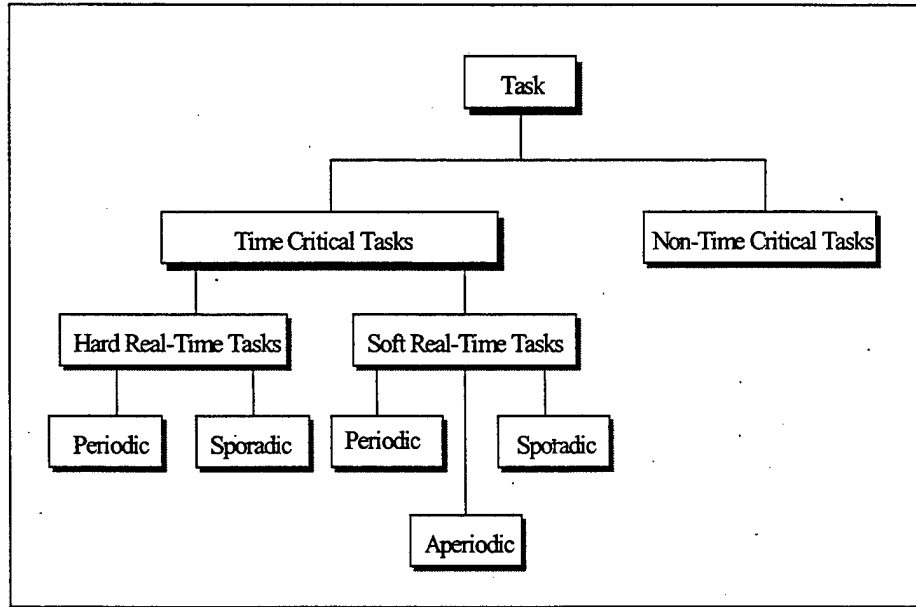 Task
Time Critical Tasks
Non-Time Critical Tasks
Hard Real-Time Tasks
Soft Real-Time Tasks
Periodic
Sporadic
Periodic
Sporadic
Aperiodic